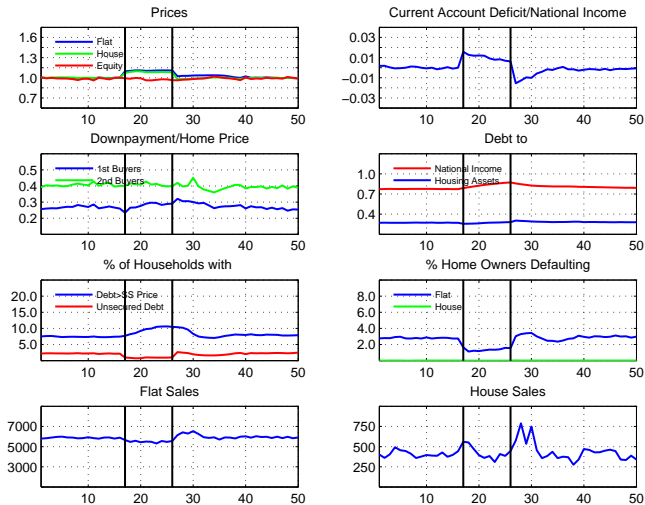 Prices
1.6
1.3
1.0
0.7
Flat
House
Equity
10 20 30 40 50
Current Account Deficit/National Income
0.03
0.01
−0.01
−0.03
10 20 30 40 50
Downpayment/Home Price
0.5
0.4
0.3
0.2
1st Buyers
2nd Buyers
10 20 30 40 50
Debt to
1.0
0.7
0.4
National Income
Housing Assets
10 20 30 40 50
% of Households with
20.0
15.0
10.0
5.0
Debt>SS Price
Unsecured Debt
10 20 30 40 50
% Home Owners Defaulting
8.0
6.0
4.0
2.0
Flat
House
10 20 30 40 50
Flat Sales
7000
5000
3000
10 20 30 40 50
House Sales
750
500
250
10 20 30 40 50